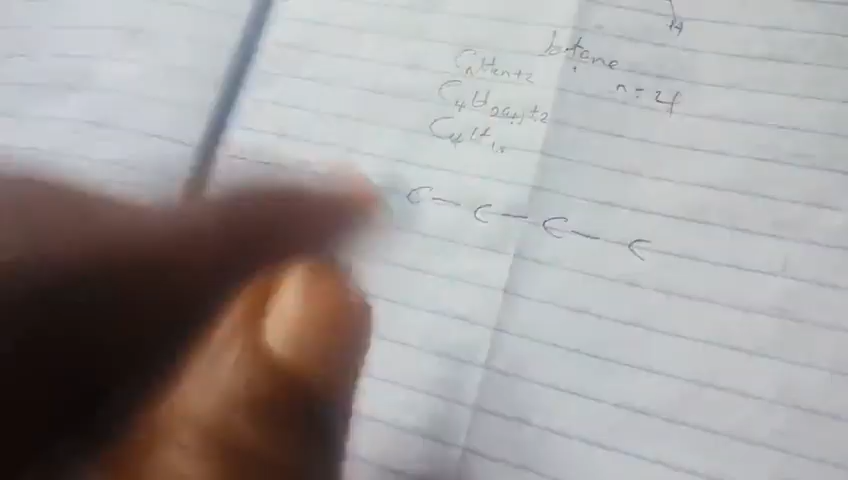 H
butane
n = 4
CnH2n+2
C4H2(4)+2
C4H10
C - C - C - C